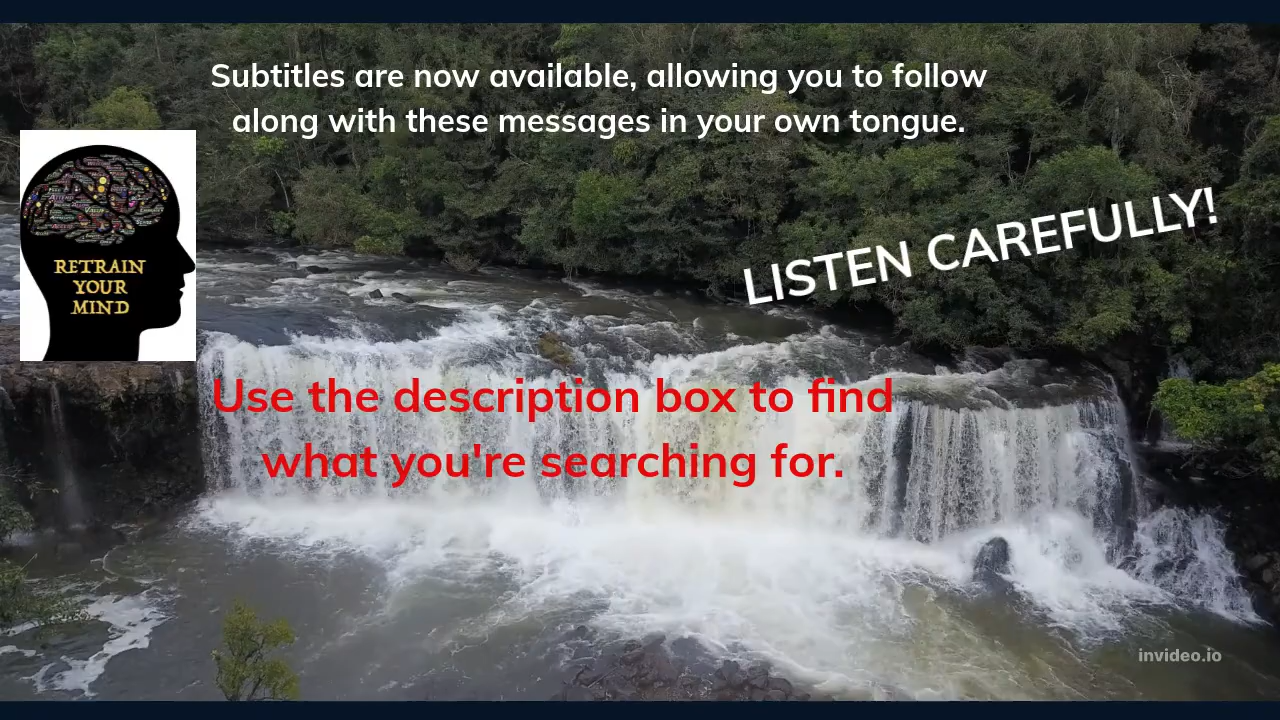 Subtitles are now available, allowing you to follow
along with these messages in your own tongue.
LISTEN CAREFULLY!
RETRAIN
YOUR
MIND
Use the description box to find
what you're searching for.
invideo.io